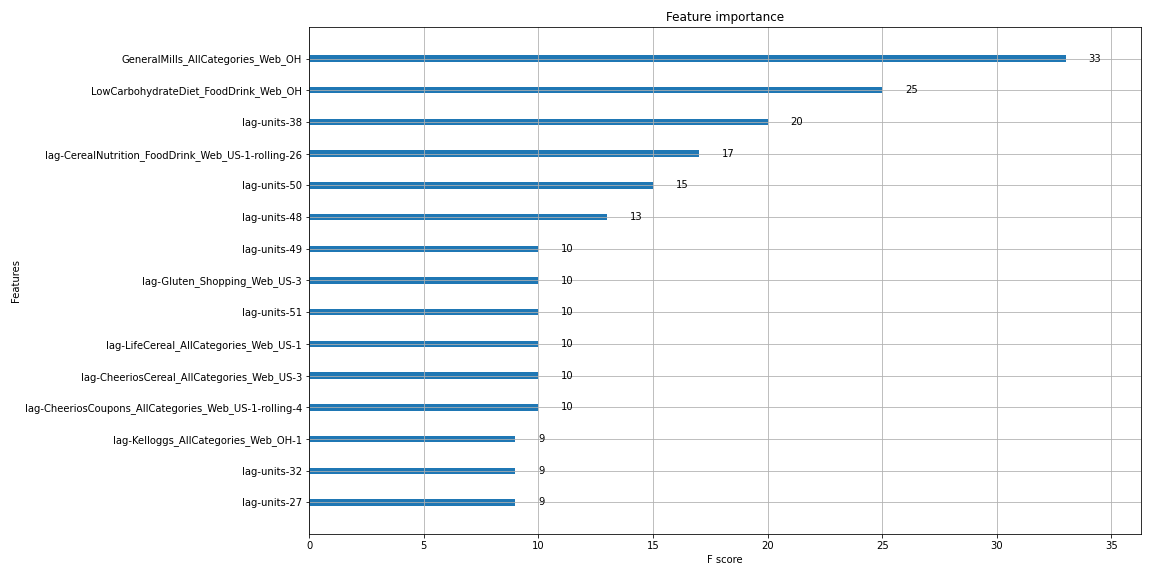 Feature importance
GeneralMills_AllCategories_Web_OH 33
LowCarbohydrateDiet_FoodDrink_Web_OH 25
lag-units-38 20
lag-CerealNutrition_FoodDrink_Web_US-1-rolling-26 17
lag-units-50 15
lag-units-48 13
lag-units-49 10
lag-Gluten_Shopping_Web_US-3 10
lag-units-51 10
lag-LifeCereal_AllCategories_Web_US-1 10
lag-CheeriosCereal_AllCategories_Web_US-3 10
lag-CheeriosCoupons_AllCategories_Web_US-1-rolling-4 10
lag-Kelloggs_AllCategories_Web_OH-1 9
lag-units-32 9
lag-units-27 9
Features
0 5 10 15 20 25 30 35
F score